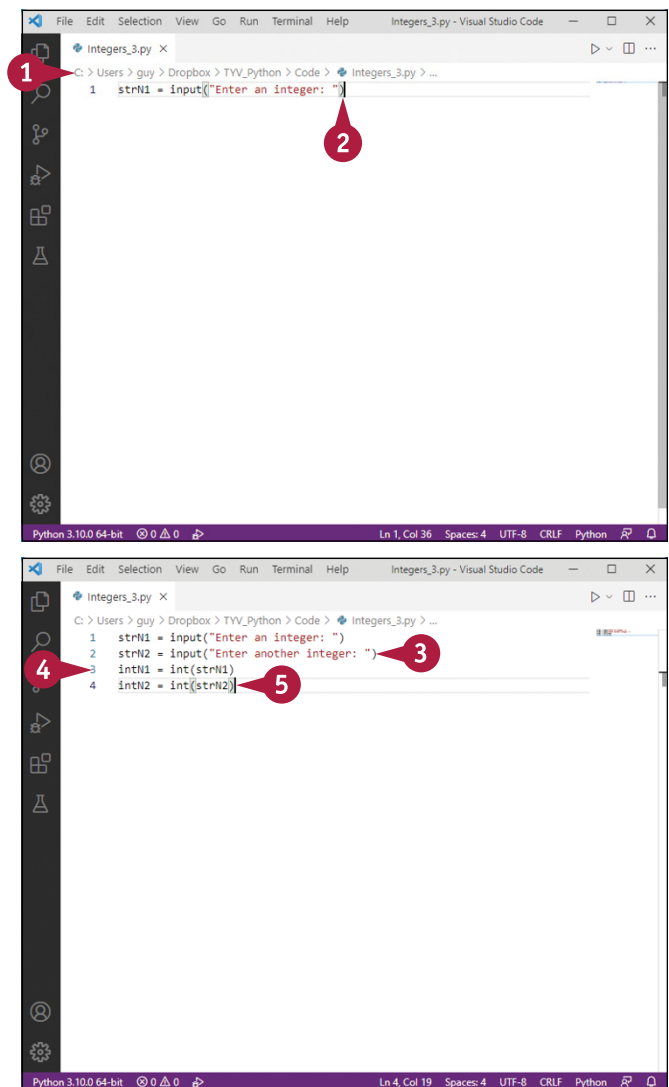 File Edit Selection View Go Run Terminal Help Integers_3.py - Visual Studio Code
Integers_3.py
C: > Users > guy > Dropbox > TYV_Python > Code > Integers_3.py > ...
1
1 strN1 = input("Enter an integer: ")
2
Python 3.10.0 64-bit 0 0 Ln 1, Col 36 Spaces: 4 UTF-8 CRLF Python
File Edit Selection View Go Run Terminal Help Integers_3.py - Visual Studio Code
Integers_3.py
C: > Users > guy > Dropbox > TYV_Python > Code > Integers_3.py > ...
1 strN1 = input("Enter an integer: ")
2 strN2 = input("Enter another integer: ")
3
4
3 intN1 = int(strN1)
4 intN2 = int(strN2)
5
Python 3.10.0 64-bit 0 0 Ln 4, Col 19 Spaces: 4 UTF-8 CRLF Python